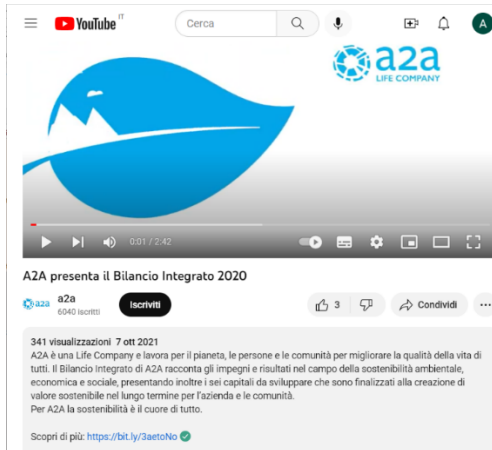 YouTube IT
Cerca
A
a2a
LIFE COMPANY
0:01 / 2:42
A2A presenta il Bilancio Integrato 2020
a2a
a2a
6040 iscritti
Iscriviti
3
Condividi
341 visualizzazioni 7 ott 2021
A2A è una Life Company e lavora per il pianeta, le persone e le comunità per migliorare la qualità della vita di
tutti. Il Bilancio Integrato di A2A racconta gli impegni e risultati nel campo della sostenibilità ambientale,
economica e sociale, presentando inoltre i sei capitali da sviluppare che sono finalizzati alla creazione di
valore sostenibile nel lungo termine per l'azienda e le comunità.
Per A2A la sostenibilità è il cuore di tutto.
Scopri di più: https://bit.ly/3aetoNo